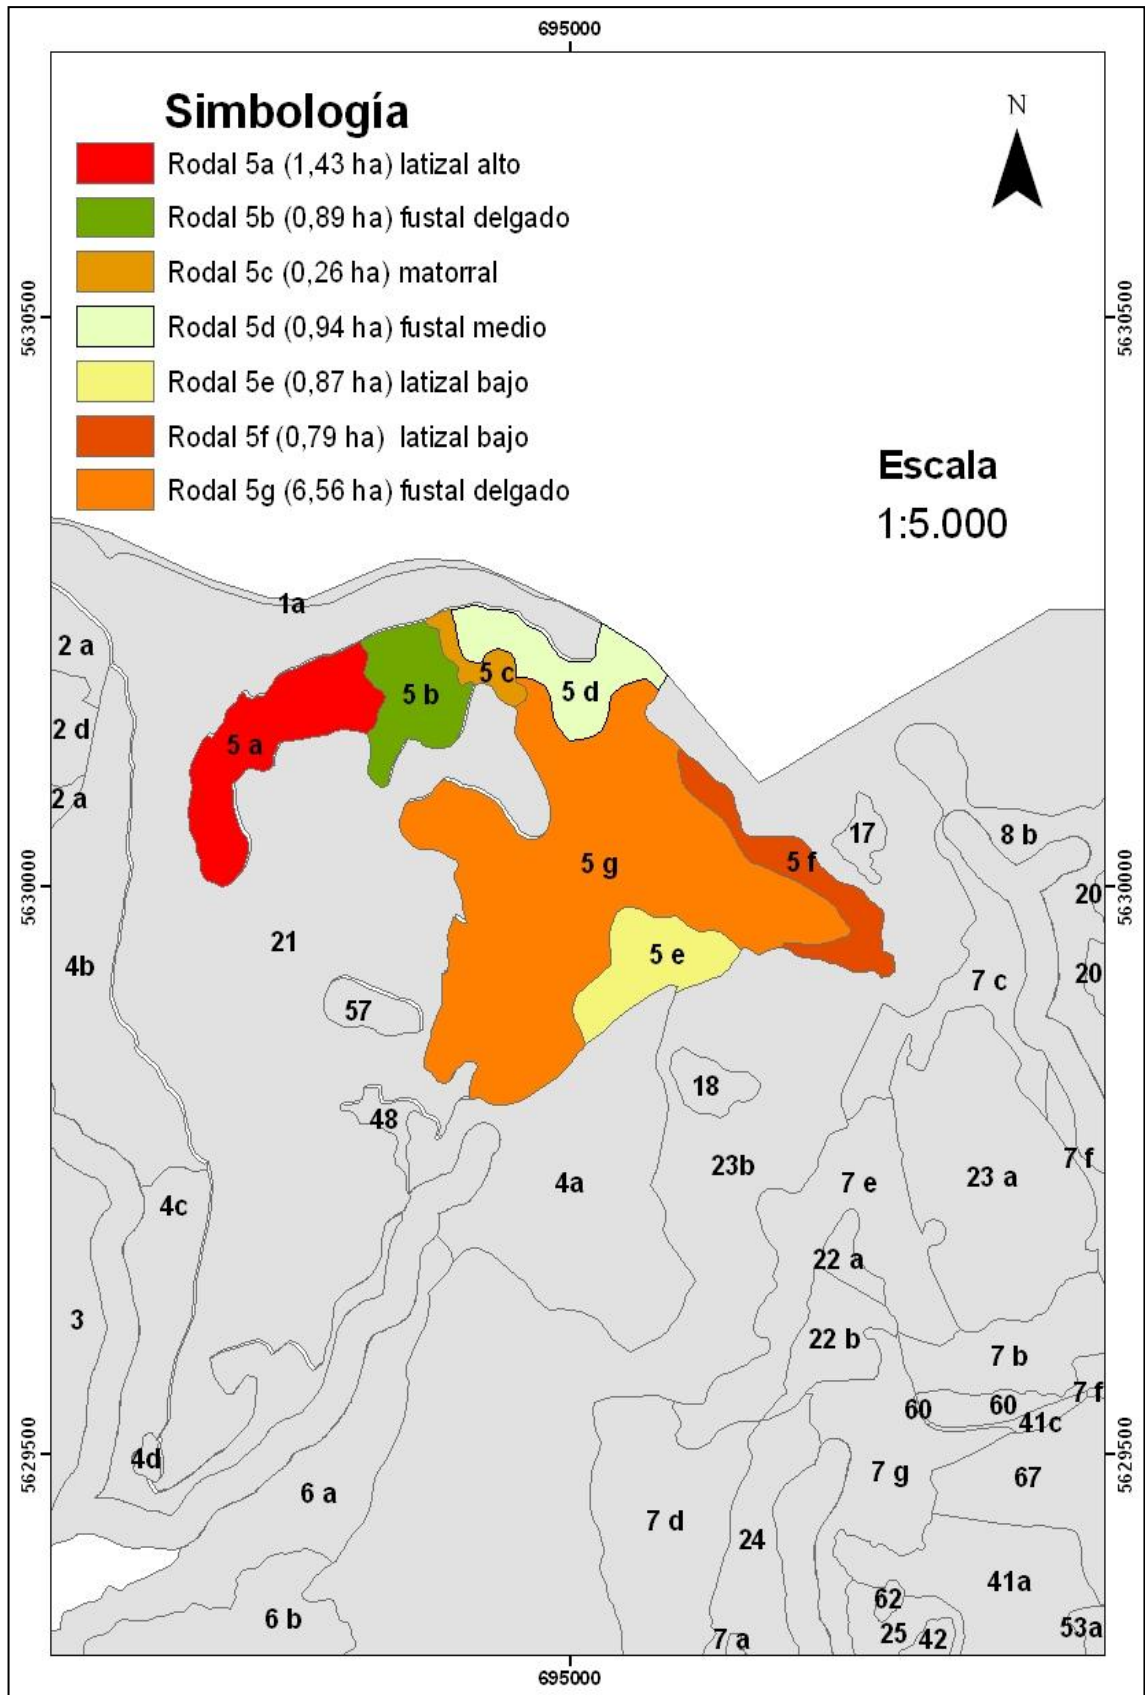 695000
Simbología
N
Rodal 5a (1,43 ha) latizal alto
Rodal 5b (0,89 ha) fustal delgado
Rodal 5c (0,26 ha) matorral
Rodal 5d (0,94 ha) fustal medio
Rodal 5e (0,87 ha) latizal bajo
Rodal 5f (0,79 ha) latizal bajo
Rodal 5g (6,56 ha) fustal delgado
5630500
5630500
Escala
1:5.000
1a
2 a
5 c
5 b
5 d
2 d
5 a
2 a
17
8 b
5 g
5 f
5630000
5630000
20
21
5 e
4b
20
7 c
57
18
48
7 f
23b
4a
7 e
23 a
4c
22 a
3
22 b
7 b
7 f
60
60
41c
5629500
5629500
4d
7 g
67
6 a
7 d
24
41a
62
6 b
53a
25
42
7 a
695000